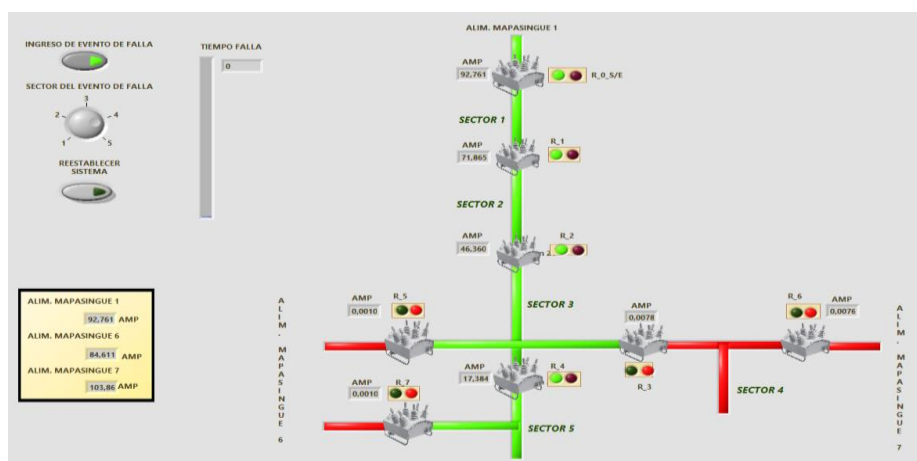 INGRESO DE EVENTO DE FALLA
SECTOR DEL EVENTO DE FALLA
3
2
4
1
5
REESTABLECER
SISTEMA
TIEMPO FALLA
0
ALIM. MAPASINGUE 1
AMP
92,761
R_0_S/E
SECTOR 1
AMP
R_1
71,865
SECTOR 2
AMP
R_2
46,360
SECTOR 3
ALIM. MAPASINGUE 1
92,761 AMP
ALIM. MAPASINGUE 6
84,611 AMP
ALIM. MAPASINGUE 7
103,86 AMP
ALIM. MAPASINGUE 6
AMP
R_5
0,0010
AMP
0,0078
R_3
R_6
AMP
0,0076
AMP
17,384
R_4
AMP
R_7
0,0010
SECTOR 4
SECTOR 5
ALIM. MAPASINGUE 7